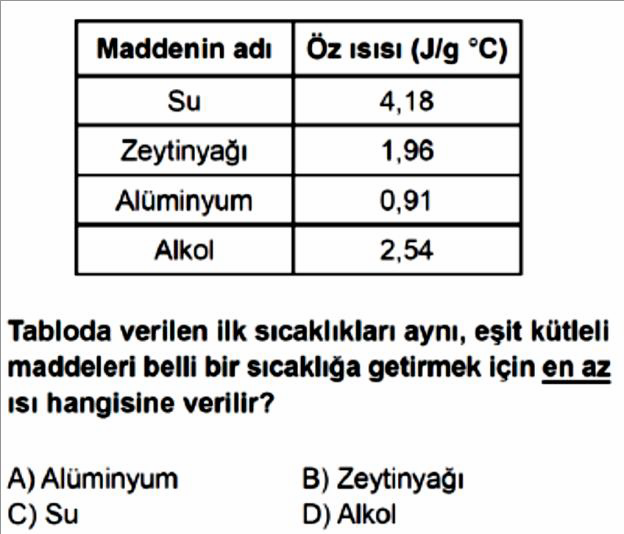 Maddenin adı Öz ısısı (J/g °C)
Su 4,18
Zeytinyağı 1,96
Alüminyum 0,91
Alkol 2,54
Tabloda verilen ilk sıcaklıkları aynı, eşit kütleli
maddeleri belli bir sıcaklığa getirmek için en az
ısı hangisine verilir?
A) Alüminyum B) Zeytinyağı
C) Su D) Alkol